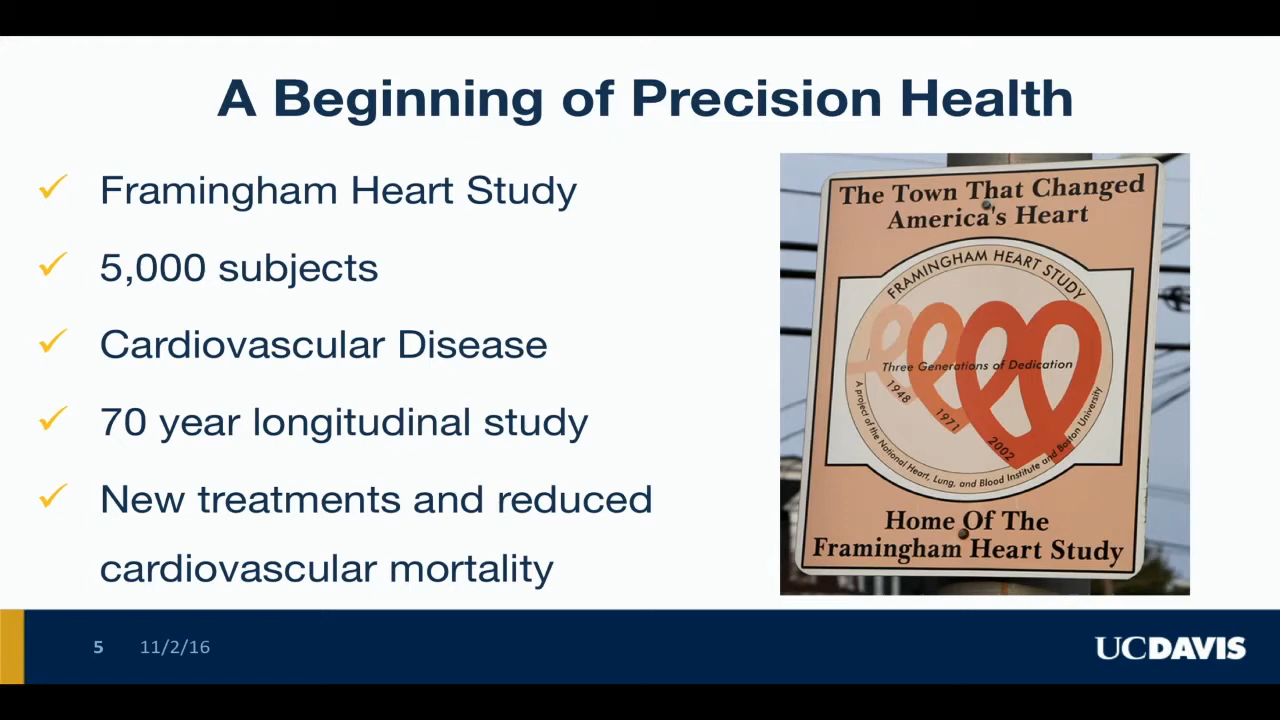 A Beginning of Precision Health
✓ Framingham Heart Study
✓ 5,000 subjects
✓ Cardiovascular Disease
✓ 70 year longitudinal study
✓ New treatments and reduced
cardiovascular mortality
The Town That Changed
America's Heart
FRAMINGHAM HEART STUDY
Three Generations of Dedication
1948
1971
2002
A project of the National Heart, Lung, and Blood Institute and Boston University
Home Of The
Framingham Heart Study
5 11/2/16
UCDAVIS